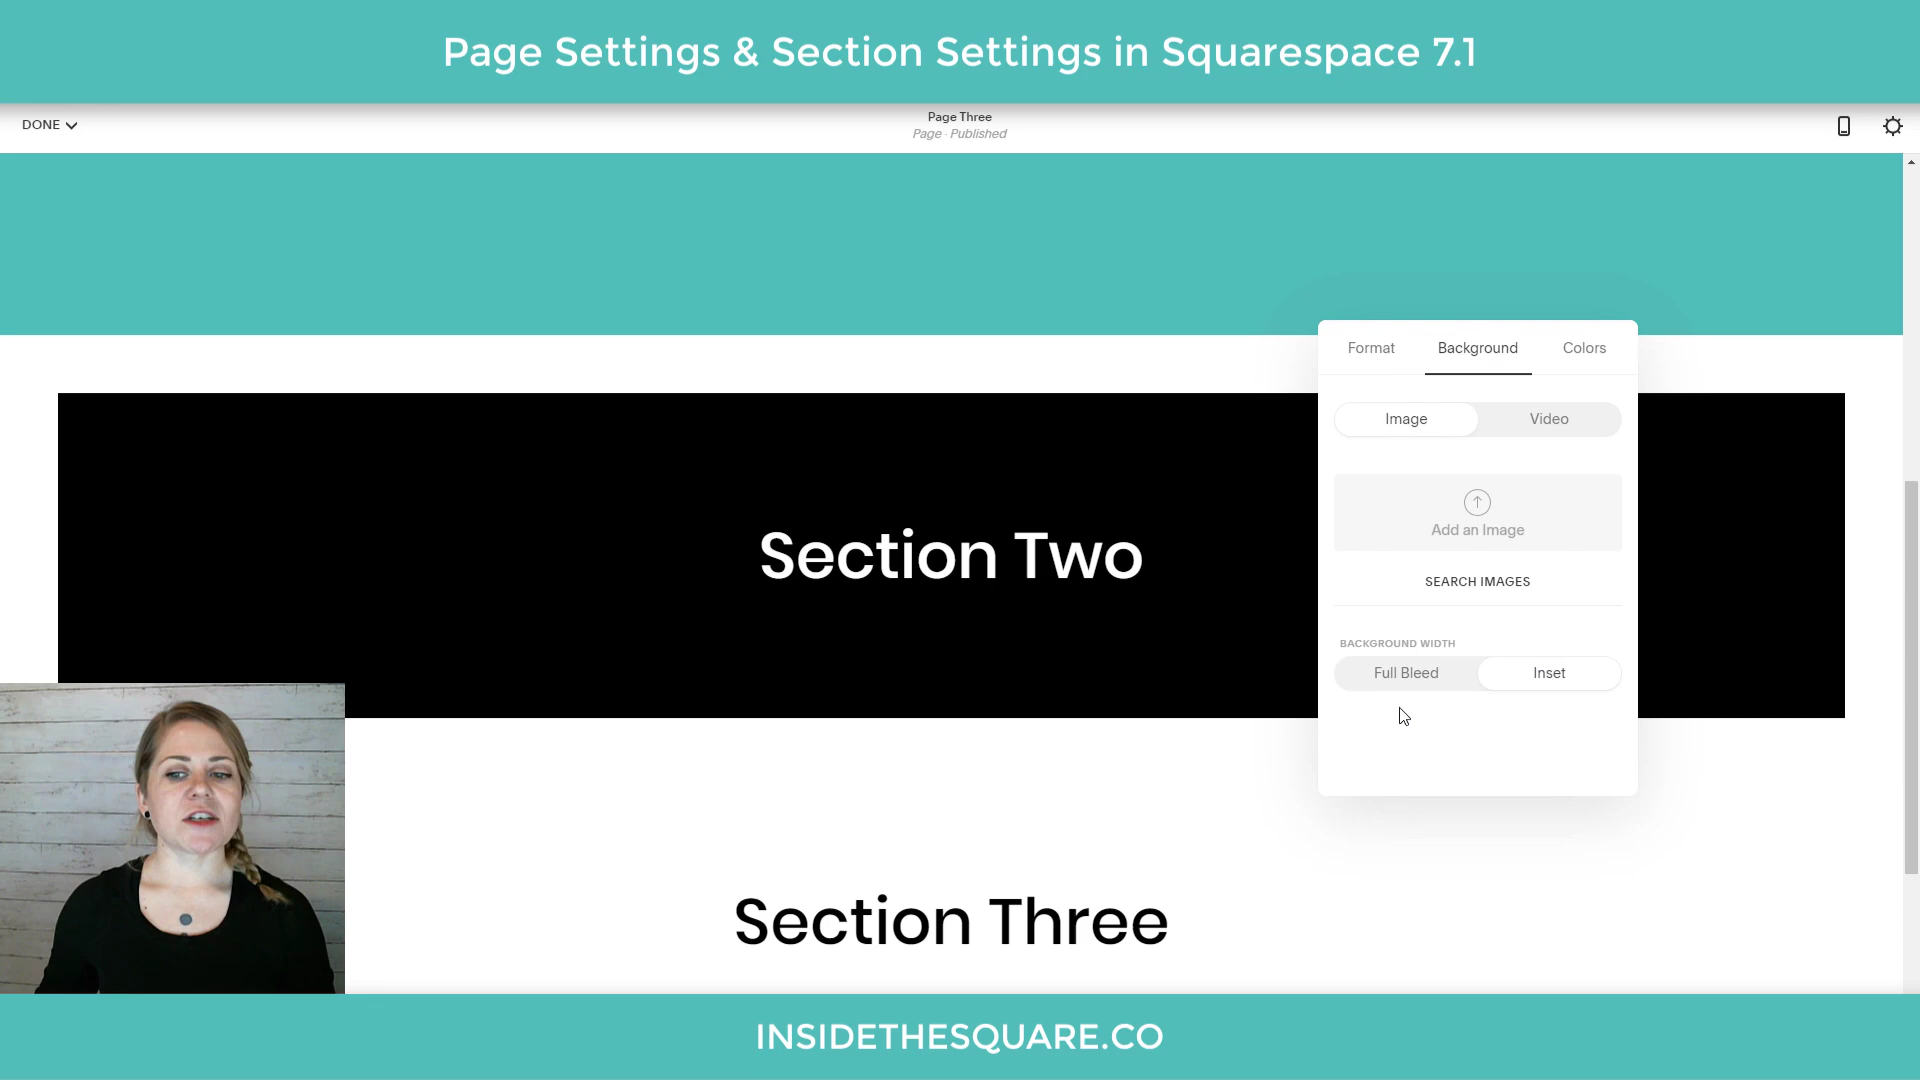 Page Settings & Section Settings in Squarespace 7.1
DONE
Page Three
Page · Published
Format
Background
Colors
Image
Video
Add an Image
SEARCH IMAGES
BACKGROUND WIDTH
Full Bleed
Inset
Section Two
Section Three
INSIDETHESQUARE.CO